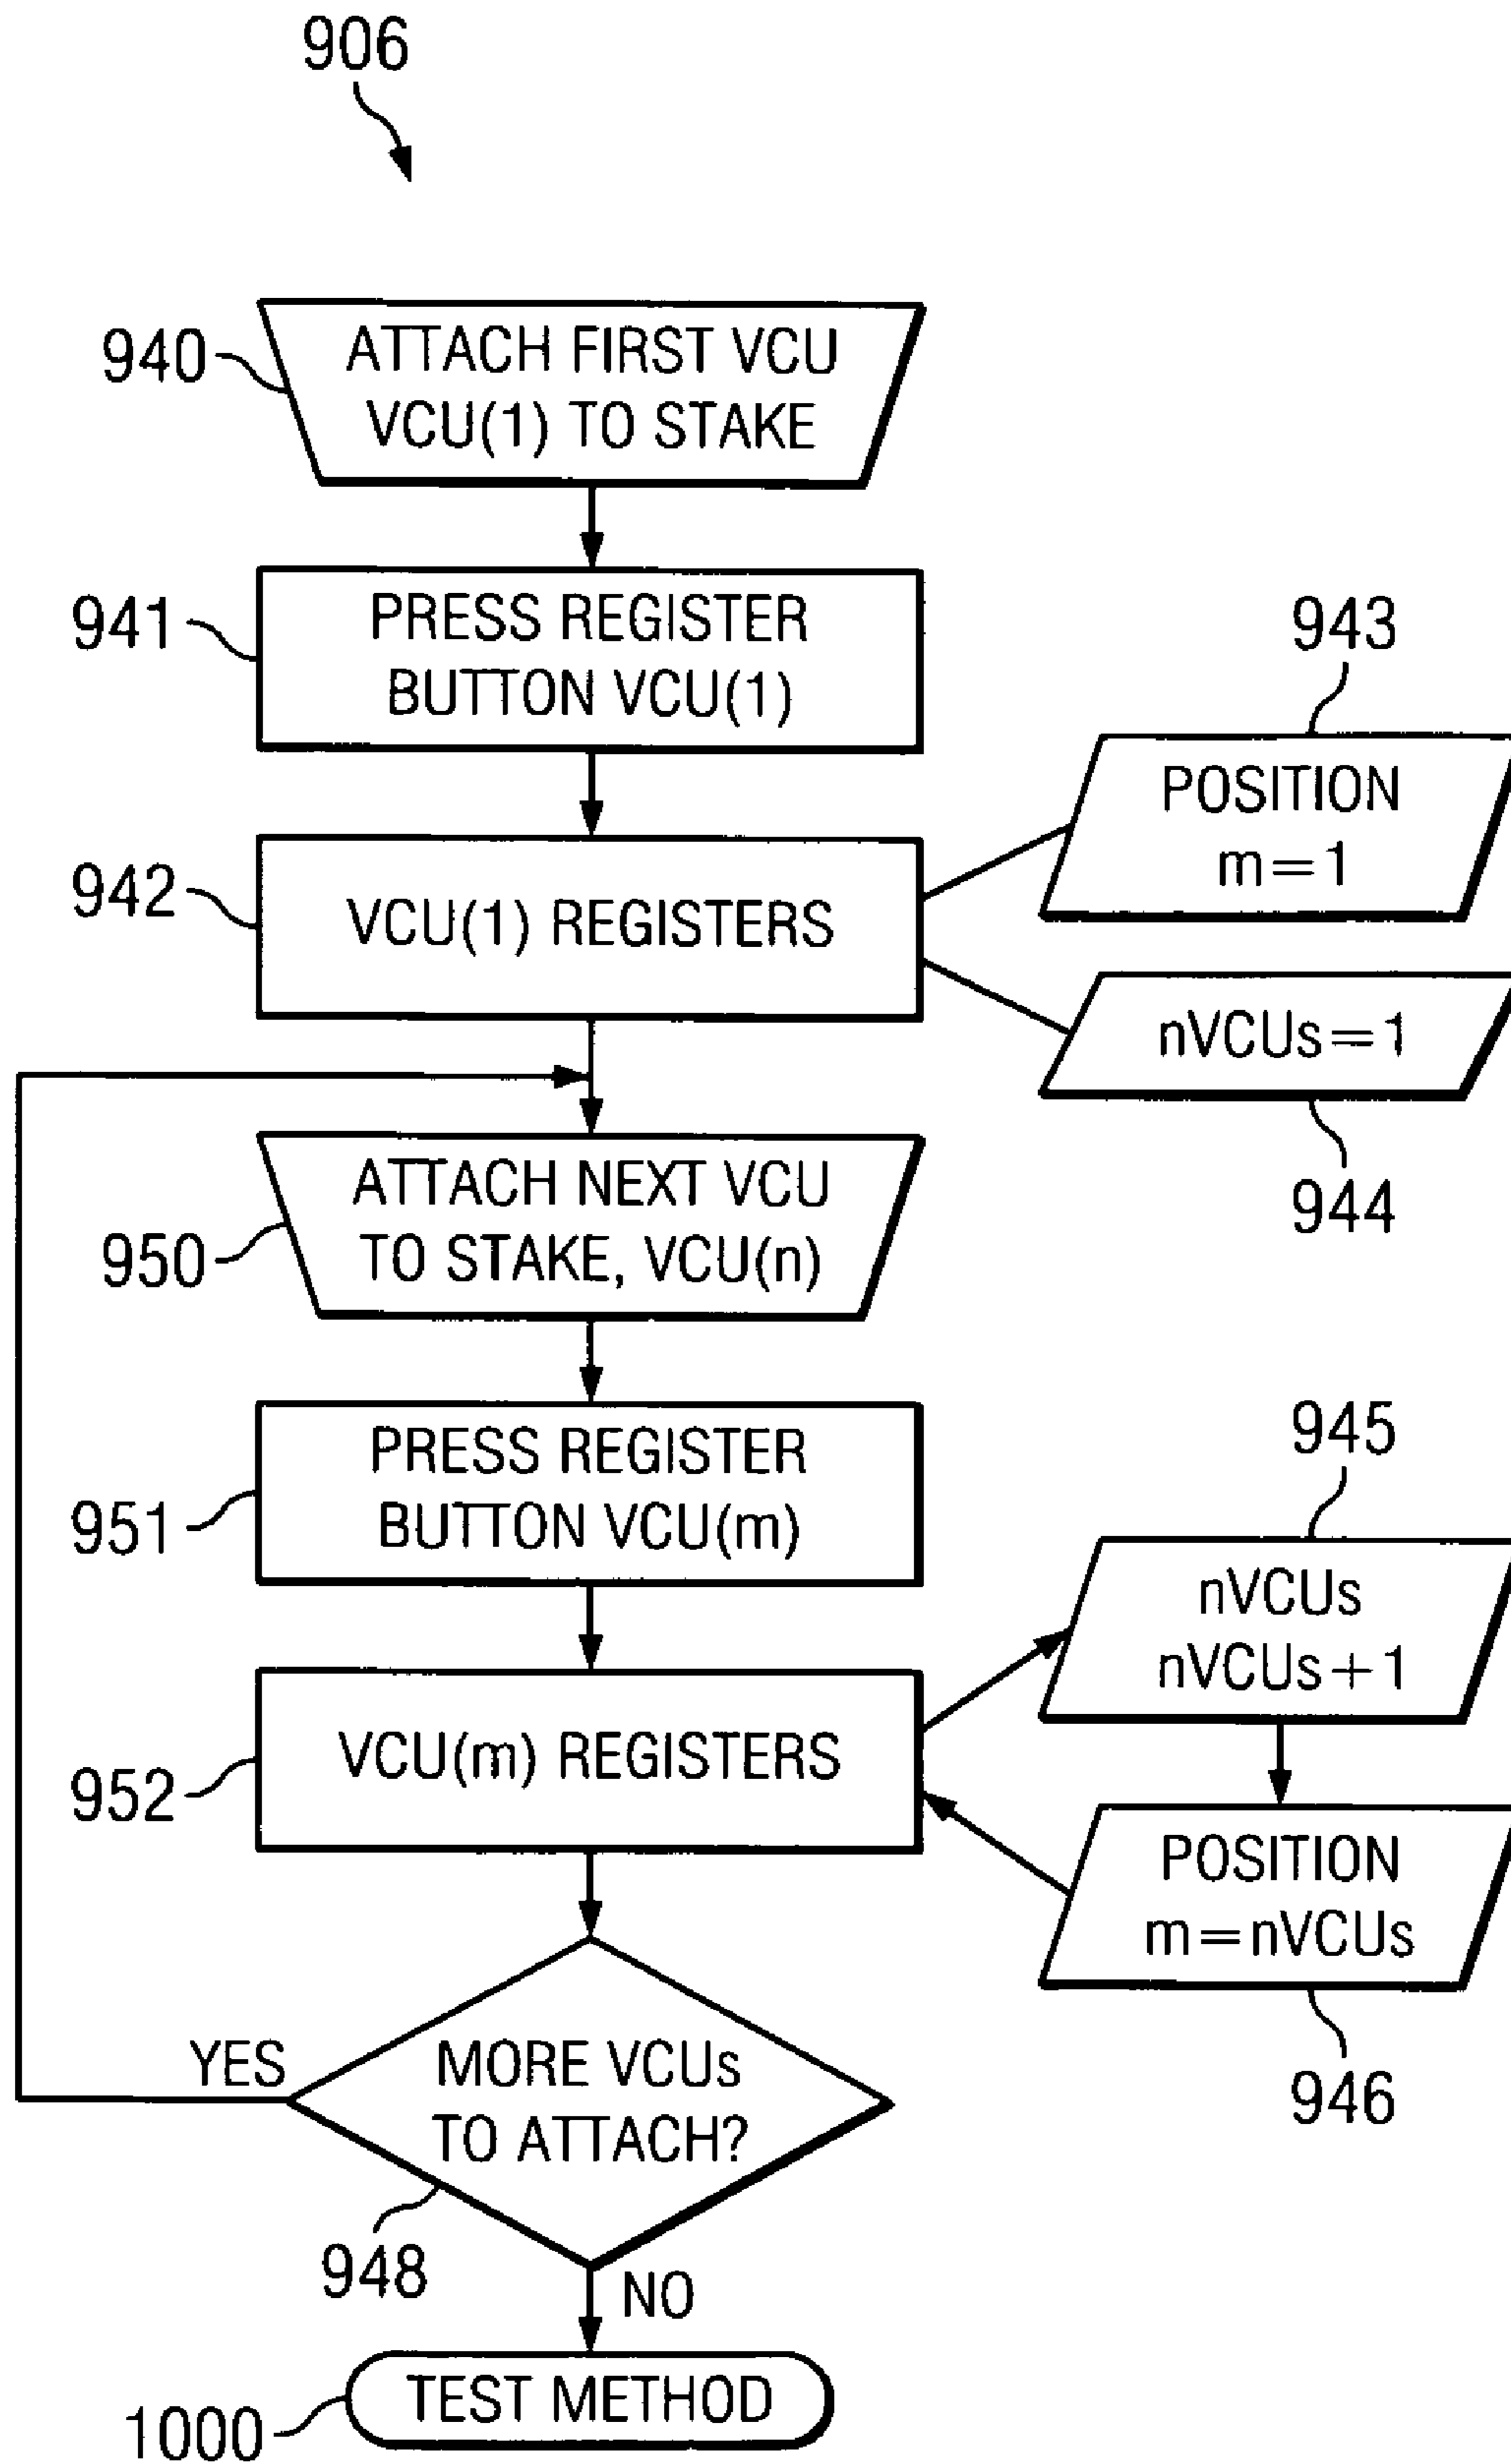 906
940
ATTACH FIRST VCU
VCU(1) TO STAKE
941
PRESS REGISTER
BUTTON VCU(1)
943
POSITION
m=1
942
VCU(1) REGISTERS
nVCUs=1
944
950
ATTACH NEXT VCU
TO STAKE, VCU(n)
951
PRESS REGISTER
BUTTON VCU(m)
945
nVCUs
nVCUs+1
952
VCU(m) REGISTERS
POSITION
m=nVCUs
946
YES
MORE VCUs
TO ATTACH?
948
NO
1000
TEST METHOD